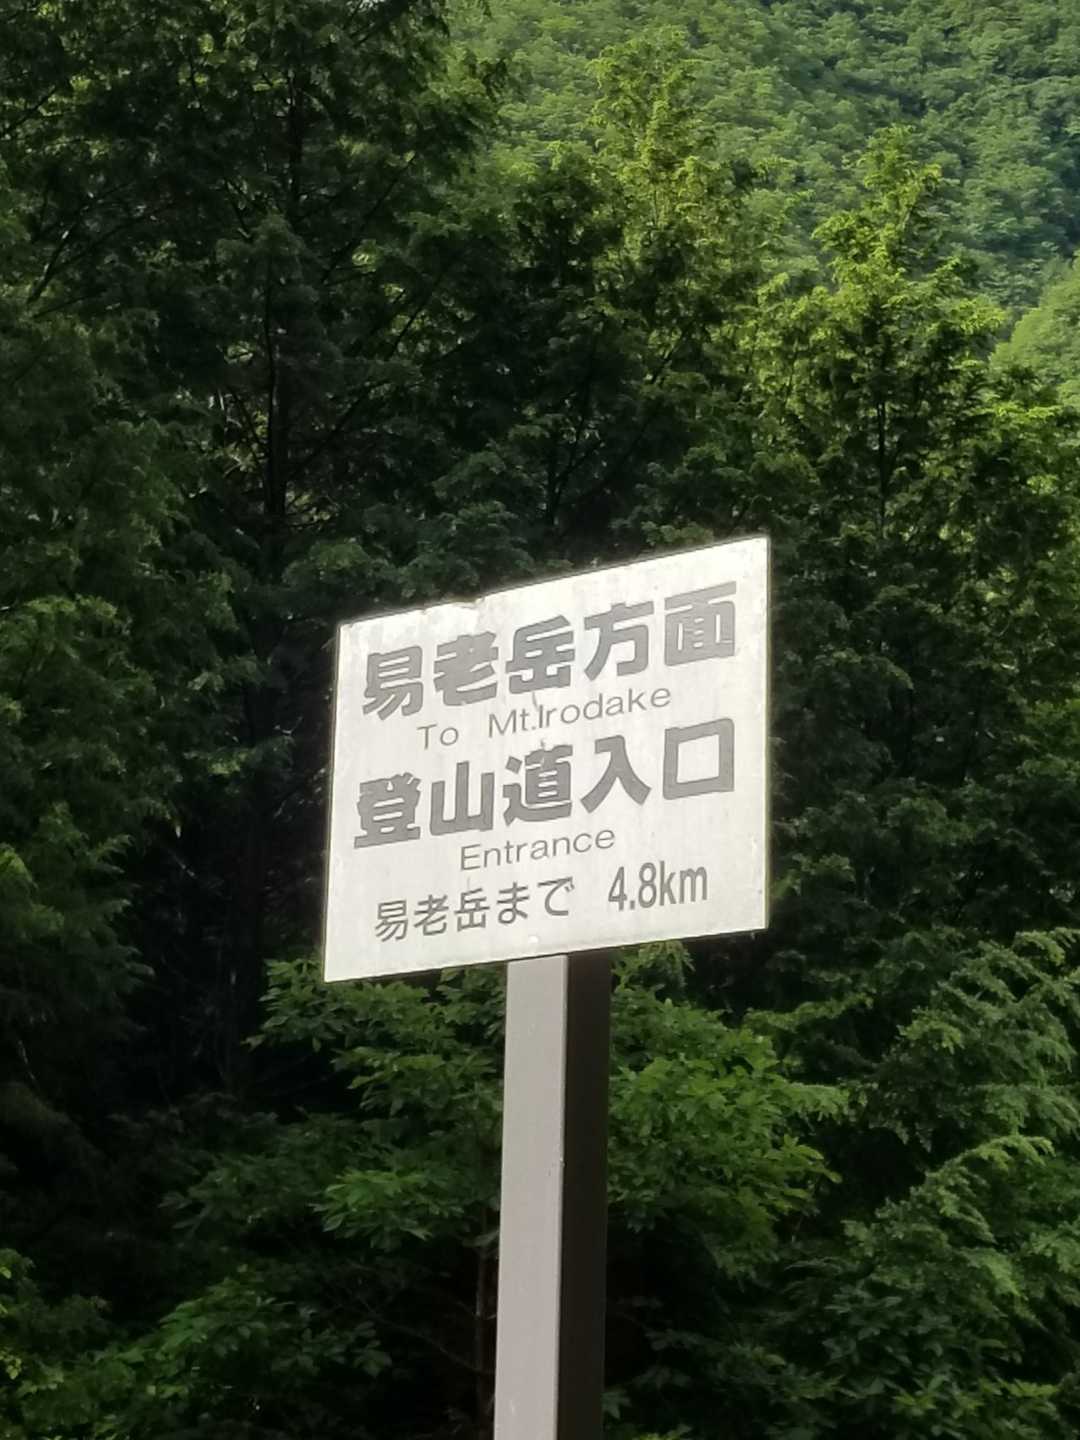 易老岳方面
To Mt.Irodake
登山道入口
Entrance
易老岳まで 4.8km